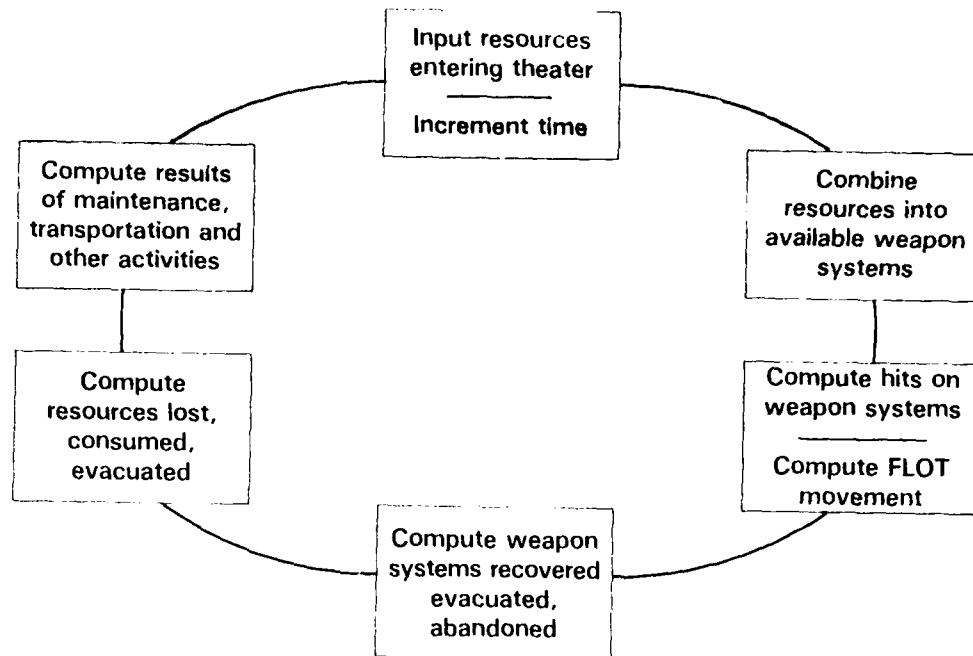 Input resources
entering theater
Increment time
Combine
resources into
available weapon
systems
Compute hits on
weapon systems
Compute FLOT
movement
Compute weapon
systems recovered
evacuated,
abandoned
Compute
resources lost,
consumed,
evacuated
Compute results
of maintenance,
transportation and
other activities